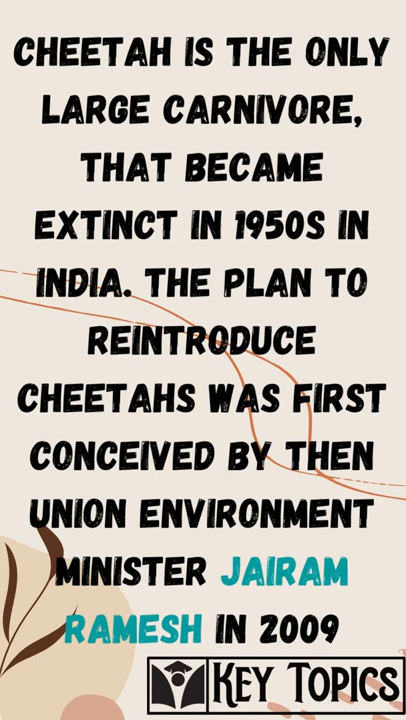 CHEETAH IS THE ONLY
LARGE CARNIVORE,
THAT BECAME
EXTINCT IN 1950S IN
INDIA. THE PLAN TO
REINTRODUCE
CHEETAHS WAS FIRST
CONCEIVED BY THEN
UNION ENVIRONMENT
MINISTER JAIRAM
RAMESH IN 2009
KEY TOPICS